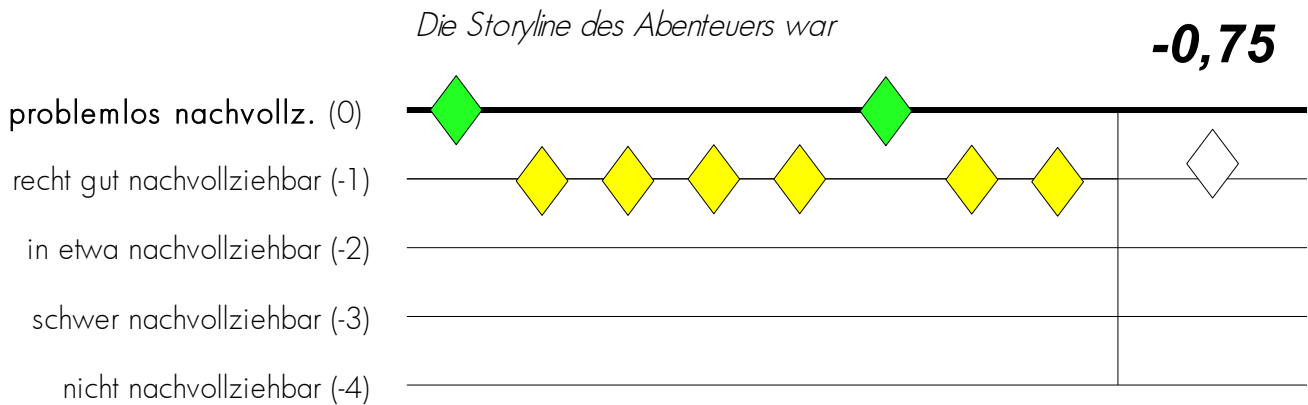 Die Storyline des Abenteuers war
-0,75
problemlos nachvollz. (0)
recht gut nachvollziehbar (-1)
in etwa nachvollziehbar (-2)
schwer nachvollziehbar (-3)
nicht nachvollziehbar (-4)